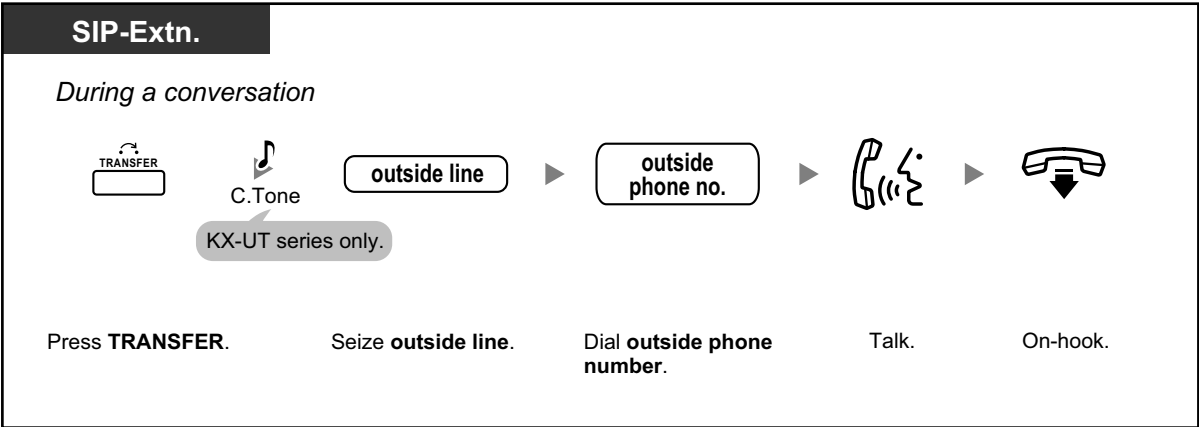 SIP-Extn.
During a conversation
TRANSFER
C.Tone
KX-UT series only.
outside line
outside
phone no.
Press TRANSFER.
Seize outside line.
Dial outside phone
number.
Talk.
On-hook.